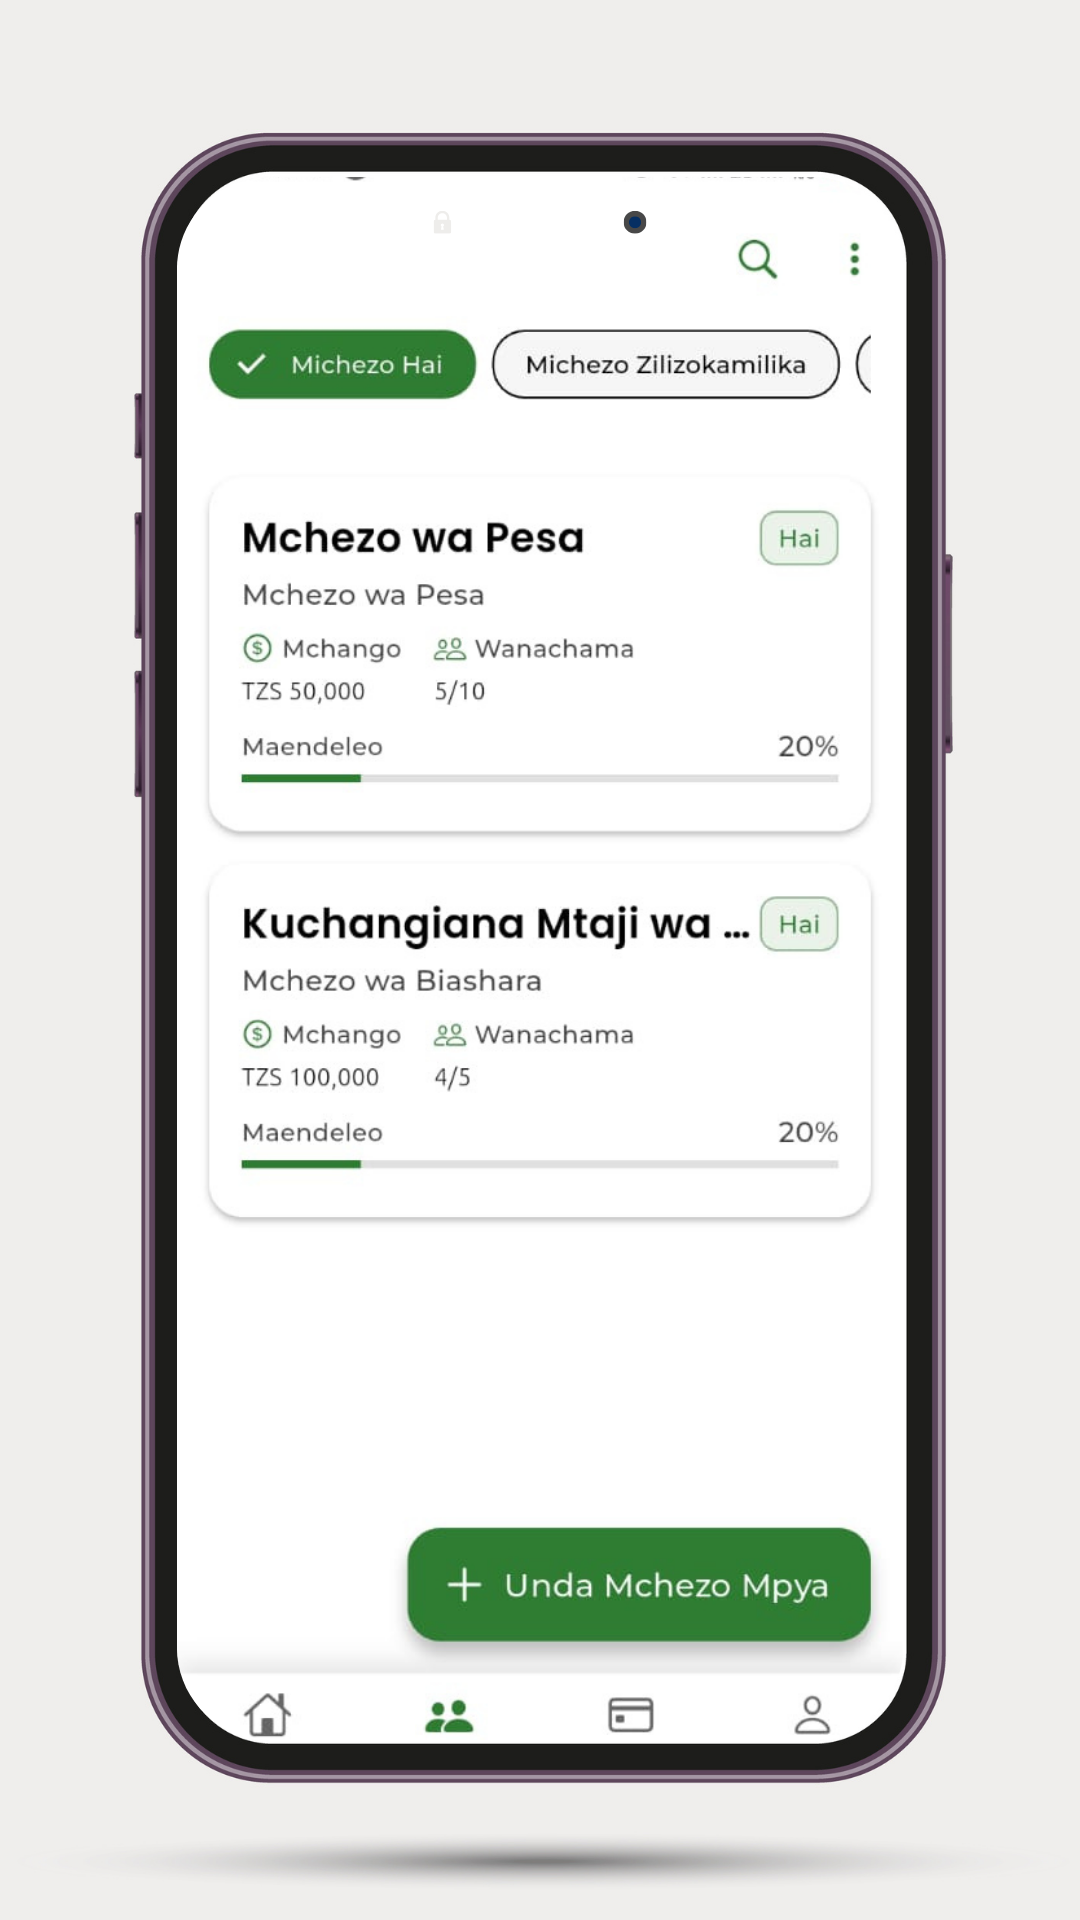 Michezo Hai
Michezo Zilizokamilika
Mchezo wa Pesa
Hai
Mchezo wa Pesa
Mchango
Wanachama
TZS 50,000
5/10
Maendeleo
20%
Kuchangiana Mtaji wa ...
Hai
Mchezo wa Biashara
Mchango
Wanachama
TZS 100,000
4/5
Maendeleo
20%
+ Unda Mchezo Mpya